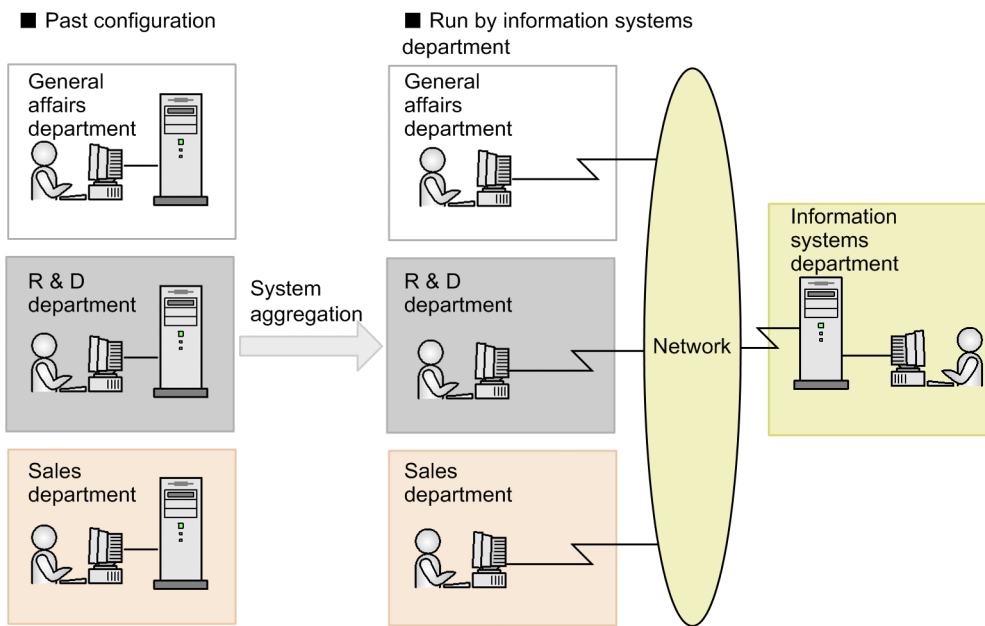 ■ Past configuration
■ Run by information systems
department
General
affairs
department
R & D
department
Sales
department
System
aggregation
General
affairs
department
R & D
department
Sales
department
Network
Information
systems
department